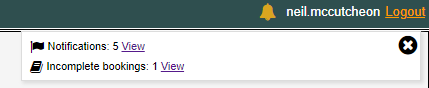 neil.mccutcheon Logout
Notifications: 5 View
Incomplete bookings: 1 View